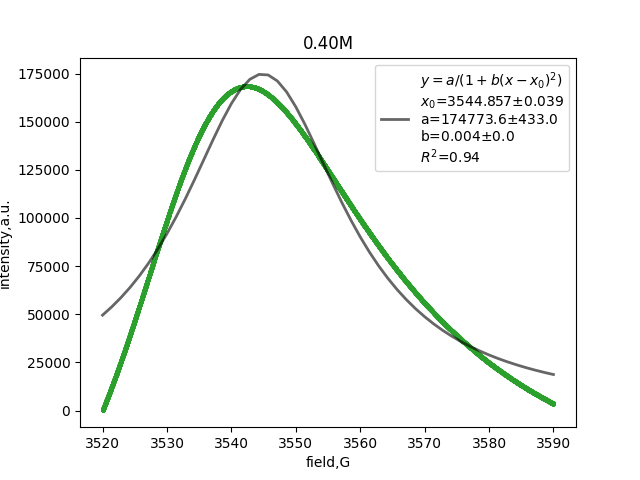 0.40M
175000
150000
125000
100000
75000
50000
25000
0
intensity,a.u.
y = a/(1 + b(x − x₀)²)
x₀=3544.857±0.039
a=174773.6±433.0
b=0.004±0.0
R²=0.94
3520 3530 3540 3550 3560 3570 3580 3590
field,G